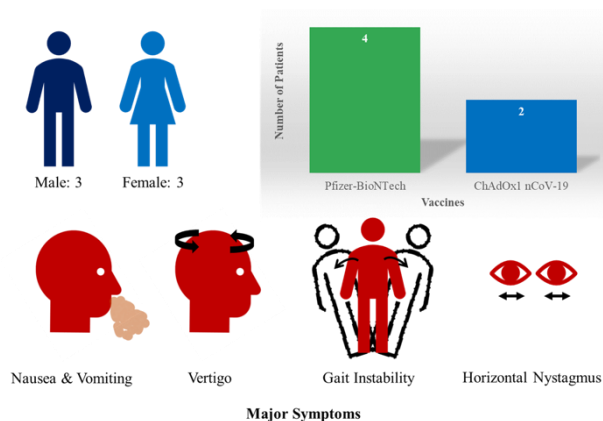 4
2
Number of Patients
Pfizer-BioNTech
ChAdOx1 nCoV-19
Vaccines
Male: 3
Female: 3
Nausea & Vomiting
Vertigo
Gait Instability
Horizontal Nystagmus
Major Symptoms